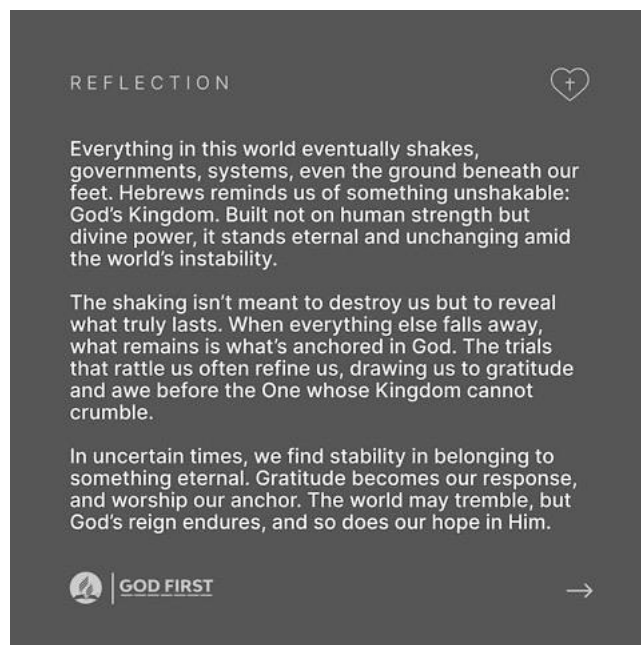 REFLECTION
Everything in this world eventually shakes,
governments, systems, even the ground beneath our
feet. Hebrews reminds us of something unshakable:
God's Kingdom. Built not on human strength but
divine power, it stands eternal and unchanging amid
the world's instability.
The shaking isn't meant to destroy us but to reveal
what truly lasts. When everything else falls away,
what remains is what's anchored in God. The trials
that rattle us often refine us, drawing us to gratitude
and awe before the One whose Kingdom cannot
crumble.
In uncertain times, we find stability in belonging to
something eternal. Gratitude becomes our response,
and worship our anchor. The world may tremble, but
God's reign endures, and so does our hope in Him.
GOD FIRST